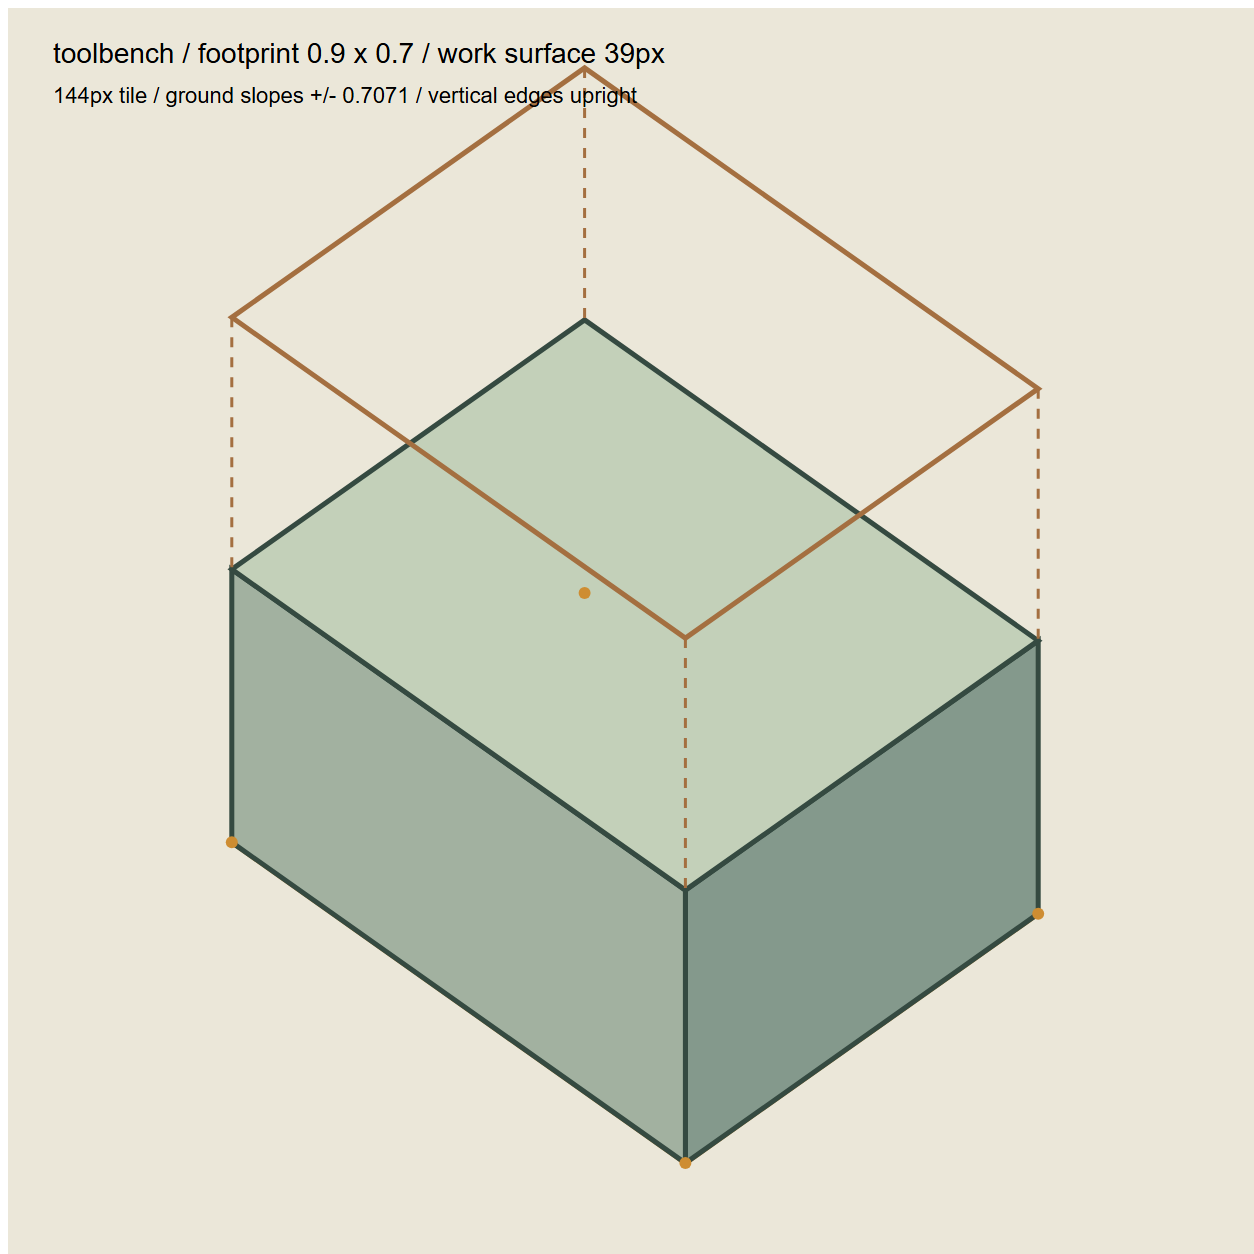 toolbench / footprint 0.9 x 0.7 / work surface 39px
144px tile / ground slopes +/- 0.7071 / vertical edges upright